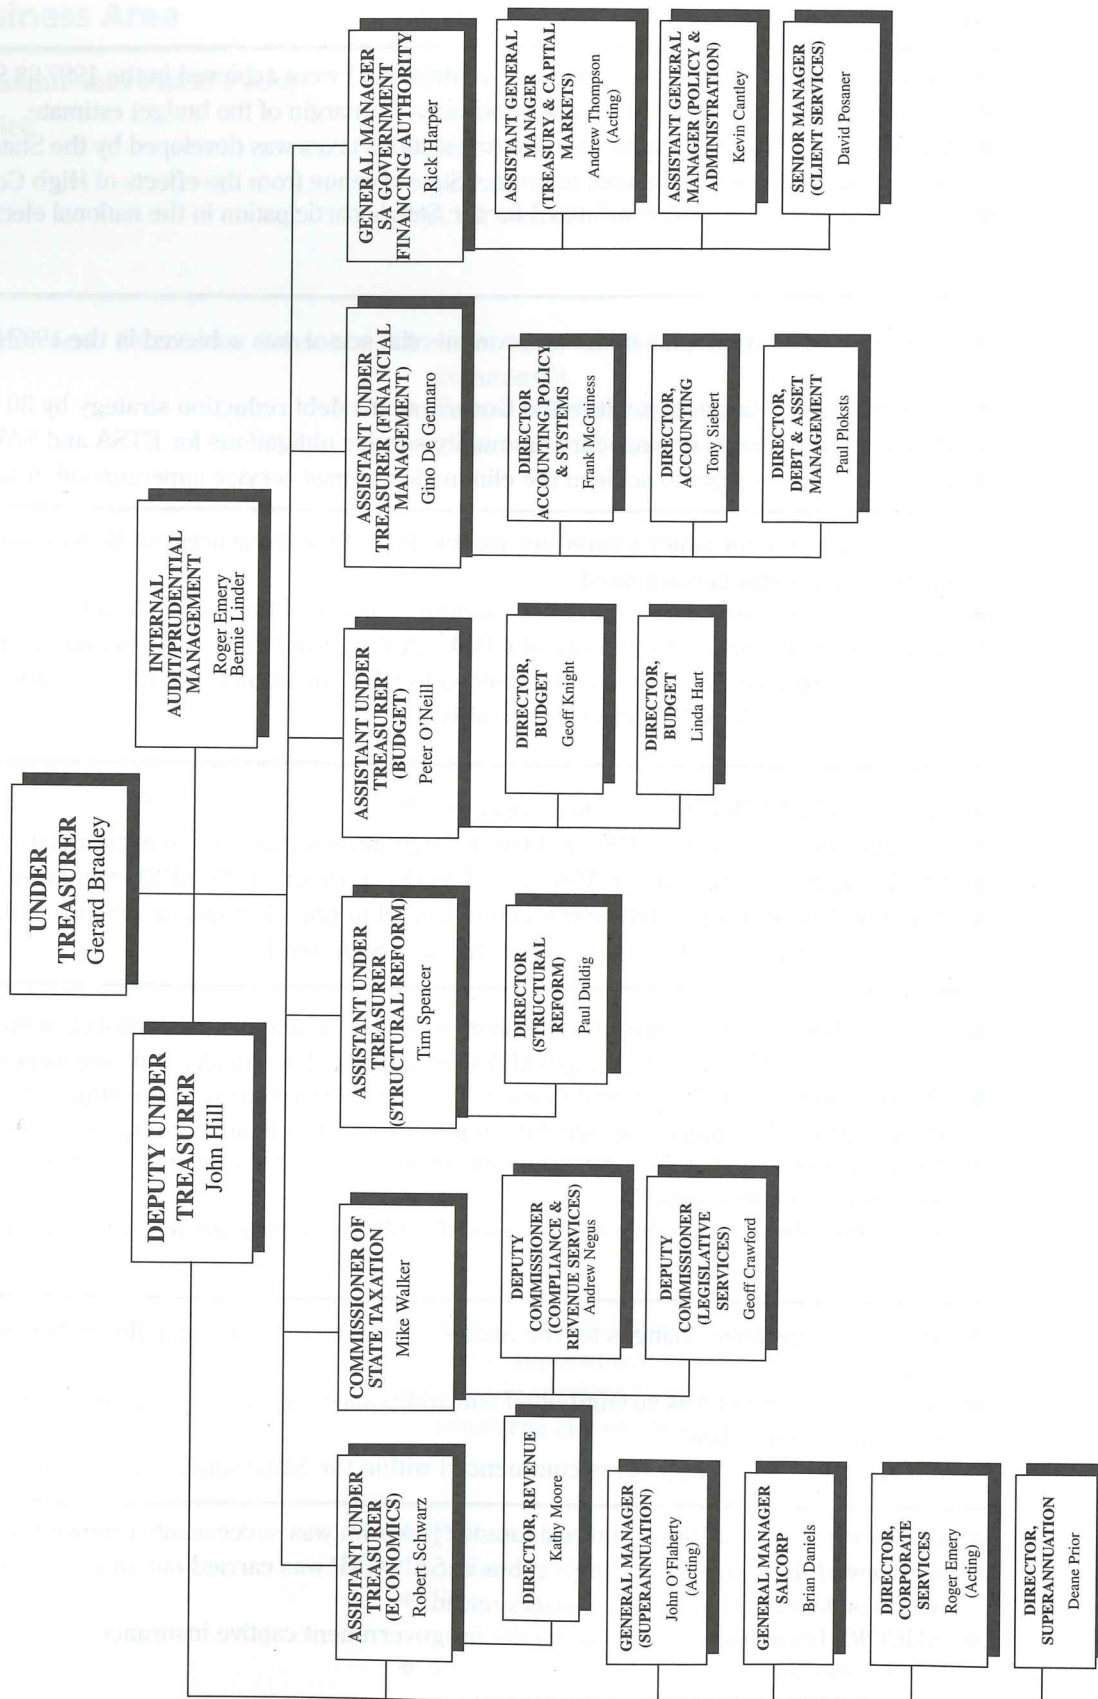 UNDER
TREASURER
Gerard Bradley
DEPUTY UNDER
TREASURER
John Hill
INTERNAL
AUDIT/PRUDENTIAL
MANAGEMENT
Roger Emery
Bernie Linder
ASSISTANT UNDER
TREASURER
(ECONOMICS)
Robert Schwarz
DIRECTOR, REVENUE
Kathy Moore
GENERAL MANAGER
(SUPERANNUATION)
John O'Flaherty
(Acting)
GENERAL MANAGER
SAICORP
Brian Daniels
DIRECTOR,
CORPORATE
SERVICES
Roger Emery
(Acting)
DIRECTOR,
SUPERANNUATION
Deane Prior
COMMISSIONER OF
STATE TAXATION
Mike Walker
DEPUTY
COMMISSIONER
(COMPLIANCE &
REVENUE SERVICES)
Andrew Negus
DEPUTY
COMMISSIONER
(LEGISLATIVE
SERVICES)
Geoff Crawford
ASSISTANT UNDER
TREASURER
(STRUCTURAL REFORM)
Tim Spencer
DIRECTOR
(STRUCTURAL
REFORM)
Paul Duldig
ASSISTANT UNDER
TREASURER
(BUDGET)
Peter O'Neill
DIRECTOR,
BUDGET
Geoff Knight
DIRECTOR,
BUDGET
Linda Hart
ASSISTANT UNDER
TREASURER (FINANCIAL
MANAGEMENT)
Gino De Gennaro
DIRECTOR
ACCOUNTING POLICY
& SYSTEMS
Frank McGuiness
DIRECTOR,
ACCOUNTING
Tony Siebert
DIRECTOR,
DEBT & ASSET
MANAGEMENT
Paul Ploksts
GENERAL MANAGER
SA GOVERNMENT
FINANCING AUTHORITY
Rick Harper
ASSISTANT GENERAL
MANAGER
(TREASURY & CAPITAL
MARKETS)
Andrew Thompson
(Acting)
ASSISTANT GENERAL
MANAGER (POLICY &
ADMINISTRATION)
Kevin Cantley
SENIOR MANAGER
(CLIENT SERVICES)
David Posaner